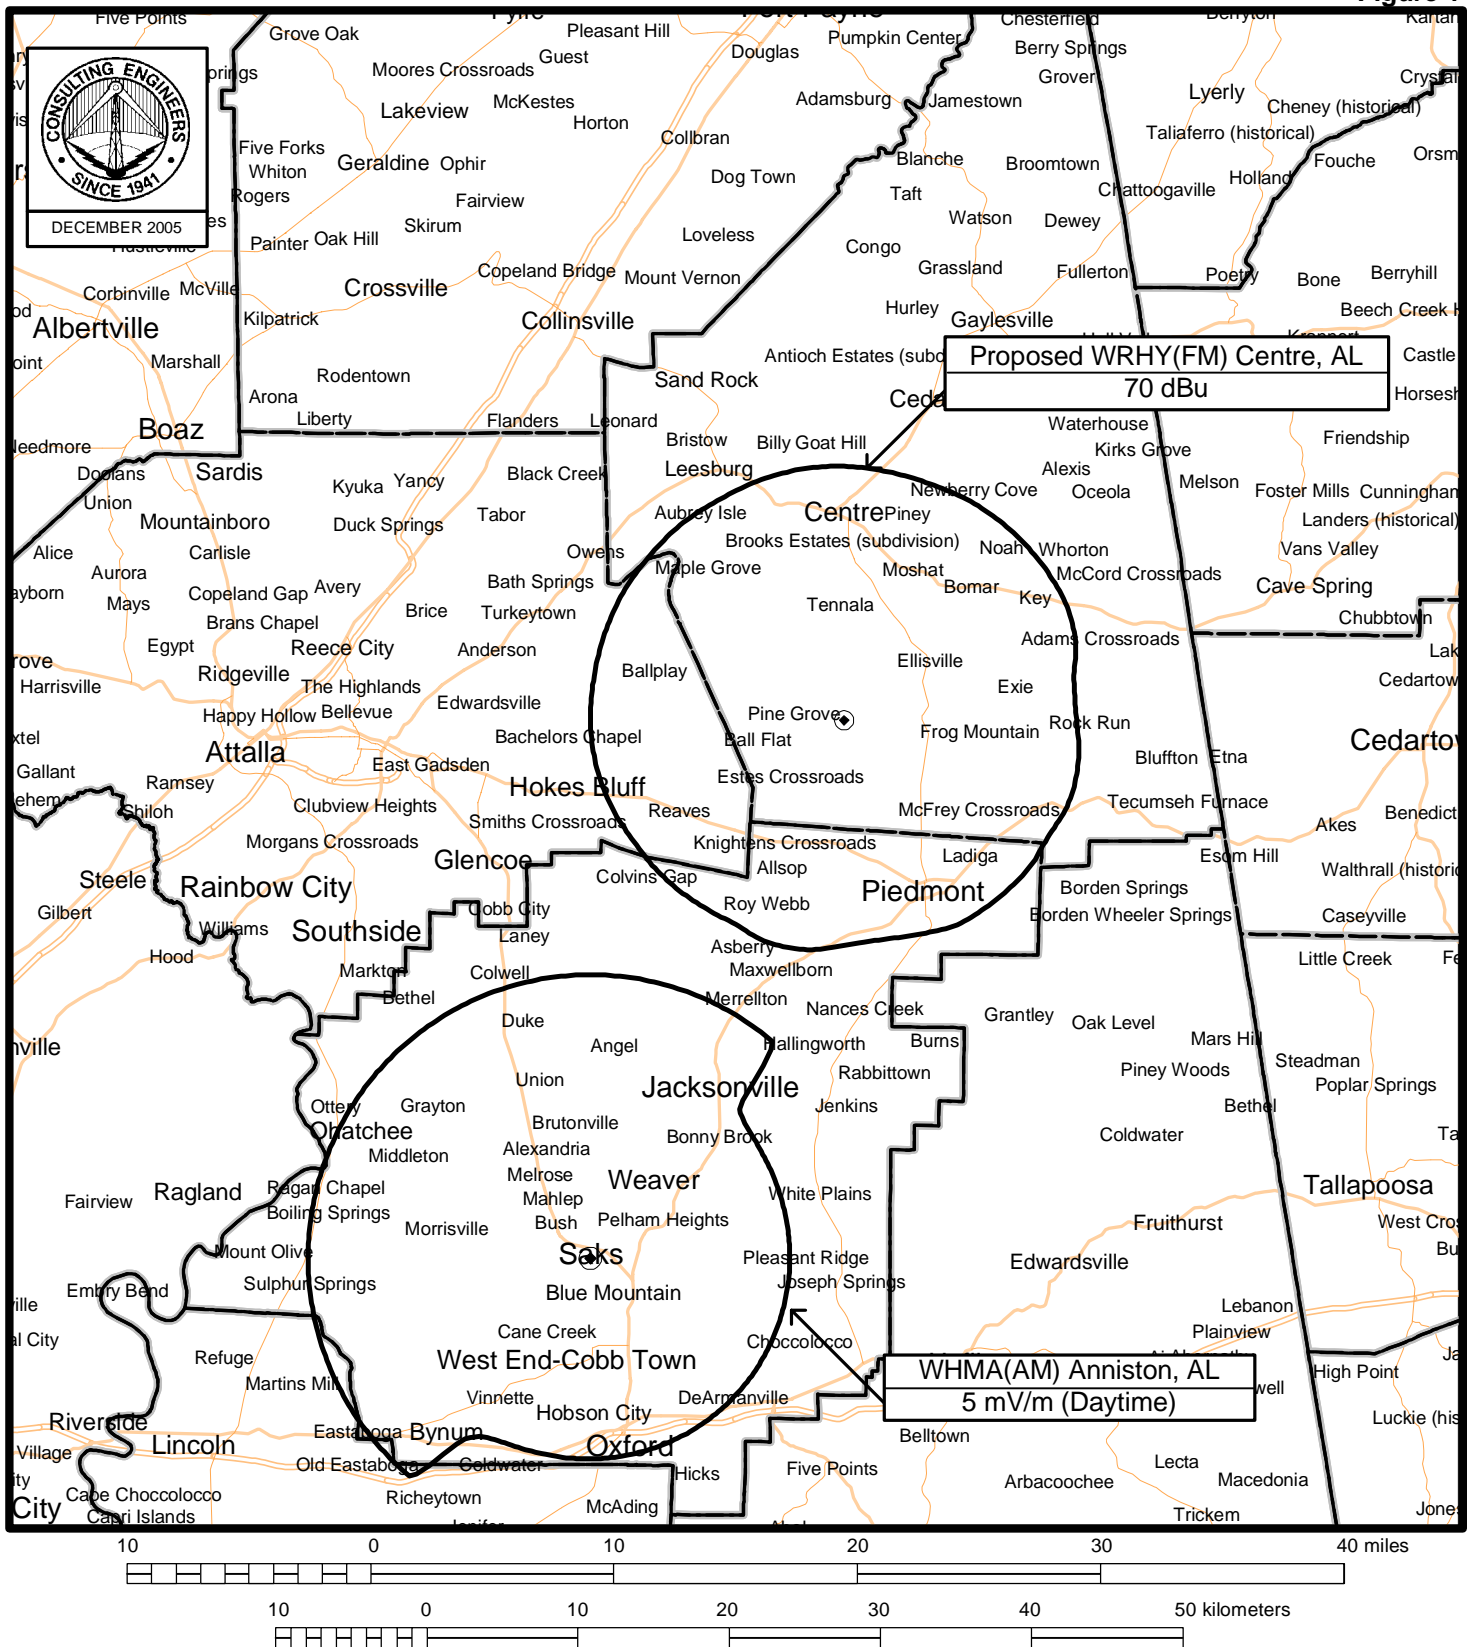 Five Points
Grove Oak
Pleasant Hill
Guest
Douglas
Pumpkin Center
Chesterfield
Berryton
Berry Springs
Grover
Moores Crossroads
Lakeview
McKestes
Horton
Adamsburg
Jamestown
Lyerly
Cheney (historical)
Taliaferro (historical)
CONSULTING ENGINEERS
SINCE 1941
DECEMBER 2005
Collbran
Five Forks
Whiton
Rogers
Geraldine
Ophir
Dog Town
Blanche
Broomtown
Fouche
Holland
Chattoogaville
Taft
Fairview
Skirum
Watson
Dewey
Painter
Oak Hill
Loveless
Congo
Grassland
Fullerton
Poetry
Bone
Berryhill
Copeland Bridge
Mount Vernon
Corbinville
McVille
Crossville
Hurley
Gaylesville
Albertville
Kilpatrick
Collinsville
Marshall
Rodentown
Sand Rock
Proposed WRHY(FM) Centre, AL
70 dBu
Castle
Arona
Liberty
Flanders
Leonard
Boaz
Bristow
Billy Goat Hill
Waterhouse
Kirks Grove
Friendship
Doolans
Sardis
Kyuka
Yancy
Black Creek
Leesburg
Alexis
Oceola
Melson
Foster Mills
Cunningham
Union
Newberry Cove
Mountainboro
Duck Springs
Tabor
Aubrey Isle
Centre
Piney
Landers (historical)
Alice
Carlisle
Owens
Brooks Estates (subdivision)
Noah
Whorton
Vans Valley
Aurora
Maple Grove
Moshat
McCord Crossroads
Mays
Copeland Gap
Avery
Bath Springs
Bomar
Key
Cave Spring
Brice
Turkeytown
Tennala
Chubbtown
Brans Chapel
Egypt
Reece City
Anderson
Adams Crossroads
Harrisville
Ridgeville
The Highlands
Ballplay
Ellisville
Exie
Happy Hollow
Bellevue
Edwardsville
Pine Grove
Rock Run
Attalla
Bachelors Chapel
Ball Flat
Frog Mountain
Gallant
Ramsey
East Gadsden
Bluffton
Etna
Hokes Bluff
Estes Crossroads
Shiloh
Clubview Heights
Smiths Crossroads
Reaves
McFrey Crossroads
Tecumseh Furnace
Akes
Morgans Crossroads
Knightens Crossroads
Steele
Rainbow City
Glencoe
Colvins Gap
Allsop
Ladiga
Esom Hill
Gilbert
Piedmont
Borden Springs
Borden Wheeler Springs
Caseyville
Williams
Southside
Cobb City
Laney
Roy Webb
Hood
Markton
Colwell
Asberry
Maxwellborn
Little Creek
Bethel
Merrellton
Nances Creek
Grantley
Oak Level
Duke
Angel
Hallingworth
Burns
Mars Hill
Steadman
Union
Jacksonville
Rabbittown
Piney Woods
Poplar Springs
Ottery
Grayton
Jenkins
Bethel
Ohatchee
Brutonville
Bonny Brook
Coldwater
Middleton
Alexandria
Melrose
Weaver
Fairview
Ragland
Ragan Chapel
Mahlep
White Plains
Tallapoosa
Boiling Springs
Morrisville
Bush
Pelham Heights
Fruithurst
Mount Olive
Saks
Pleasant Ridge
Edwardsville
Embry Bend
Sulphur Springs
Blue Mountain
Joseph Springs
Lebanon
Cane Creek
Choccolocco
Plainview
Refuge
West End-Cobb Town
WHMA(AM) Anniston, AL
5 mV/m (Daytime)
High Point
Martins Mill
Vinnette
DeArmanville
Riverside
Hobson City
Lincoln
Eastaboga
Bynum
Oxford
Belltown
Village
Old Eastaboga
Coldwater
Hicks
Five Points
Arbacoochee
Lecta
Macedonia
City
Cape Choccolocco
Capri Islands
Richeytown
McAding
Trickem
10 0 10 20 30 40 miles
10 0 10 20 30 40 50 kilometers